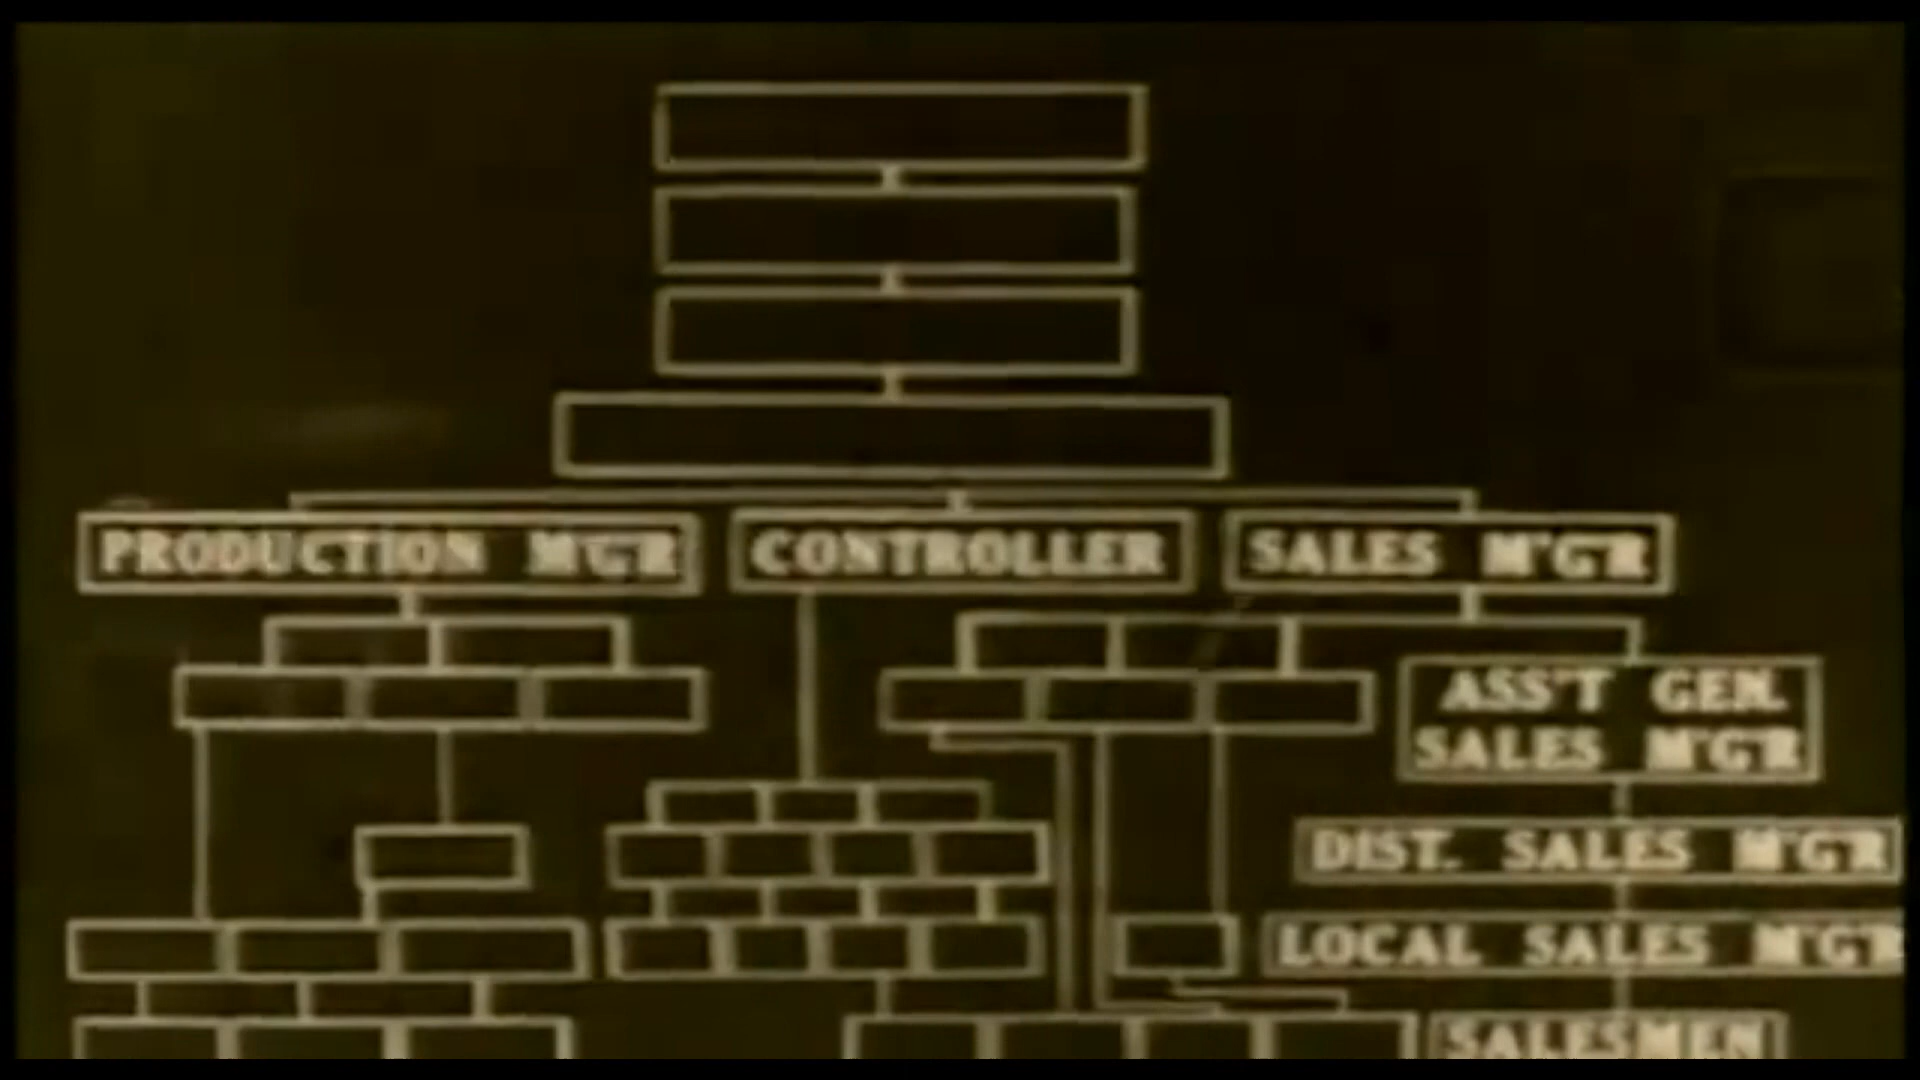 PRODUCTION M'G'R
CONTROLLER
SALES M'G'R
ASS'T GEN.
SALES M'G'R
DIST. SALES M'G'R
LOCAL SALES M'G'R
SALESMEN